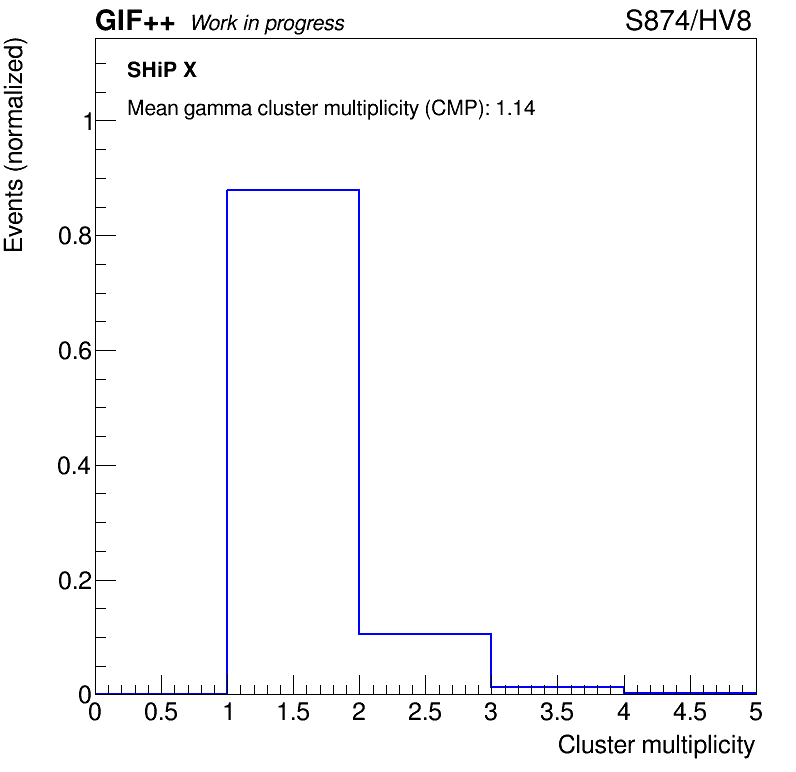 GIF++ Work in progress S874/HV8
SHiP X
Mean gamma cluster multiplicity (CMP): 1.14
Events (normalized)
1
0.8
0.6
0.4
0.2
0
0 0.5 1 1.5 2 2.5 3 3.5 4 4.5 5
Cluster multiplicity